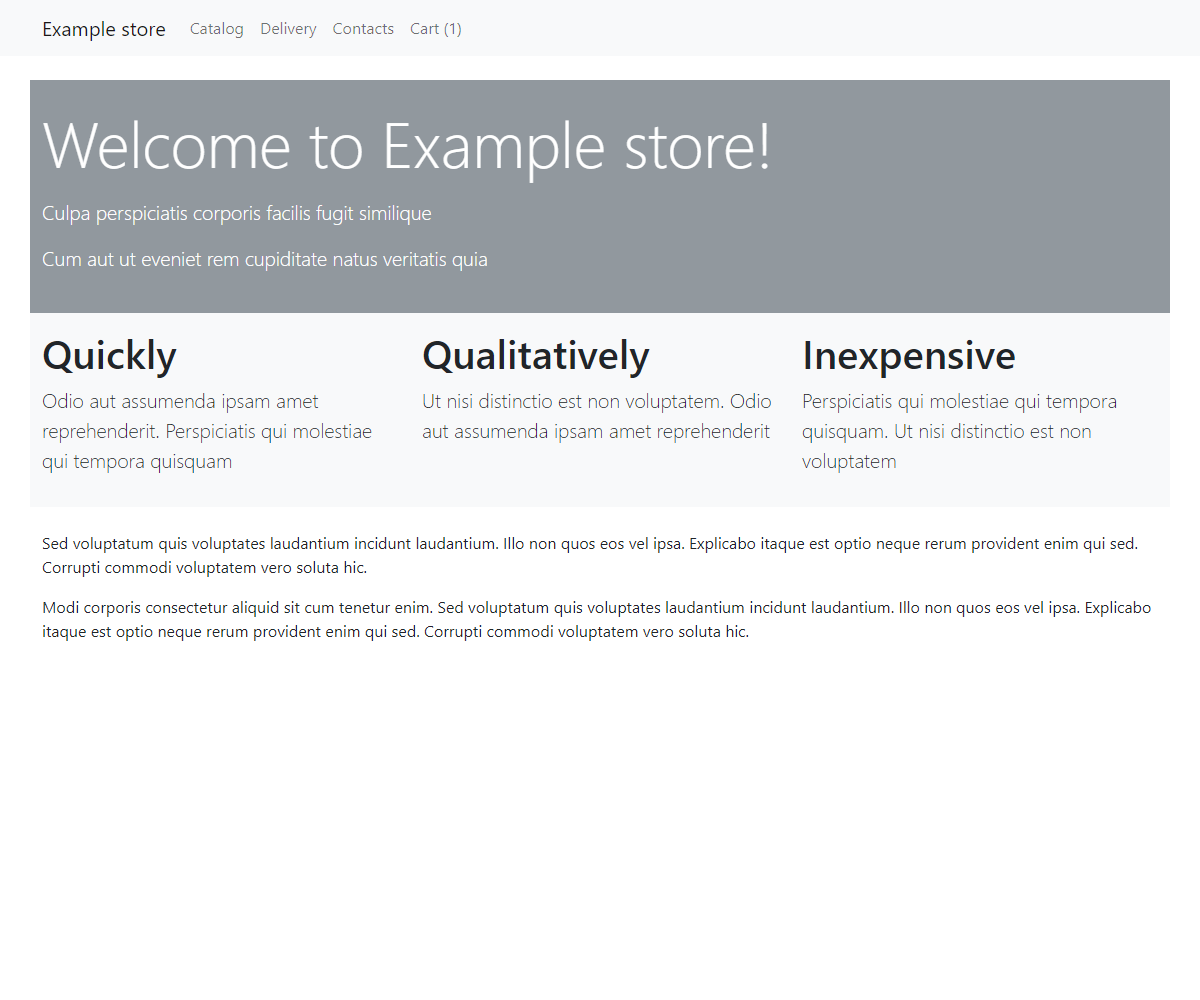 Example store Catalog Delivery Contacts Cart (1)
Welcome to Example store!
Culpa perspiciatis corporis facilis fugit similique
Cum aut ut eveniet rem cupiditate natus veritatis quia
Quickly
Odio aut assumenda ipsam amet
reprehenderit. Perspiciatis qui molestiae
qui tempora quisquam
Qualitatively
Ut nisi distinctio est non voluptatem. Odio
aut assumenda ipsam amet reprehenderit
Inexpensive
Perspiciatis qui molestiae qui tempora
quisquam. Ut nisi distinctio est non
voluptatem
Sed voluptatum quis voluptates laudantium incidunt laudantium. Illo non quos eos vel ipsa. Explicabo itaque est optio neque rerum provident enim qui sed.
Corrupti commodi voluptatem vero soluta hic.
Modi corporis consectetur aliquid sit cum tenetur enim. Sed voluptatum quis voluptates laudantium incidunt laudantium. Illo non quos eos vel ipsa. Explicabo
itaque est optio neque rerum provident enim qui sed. Corrupti commodi voluptatem vero soluta hic.